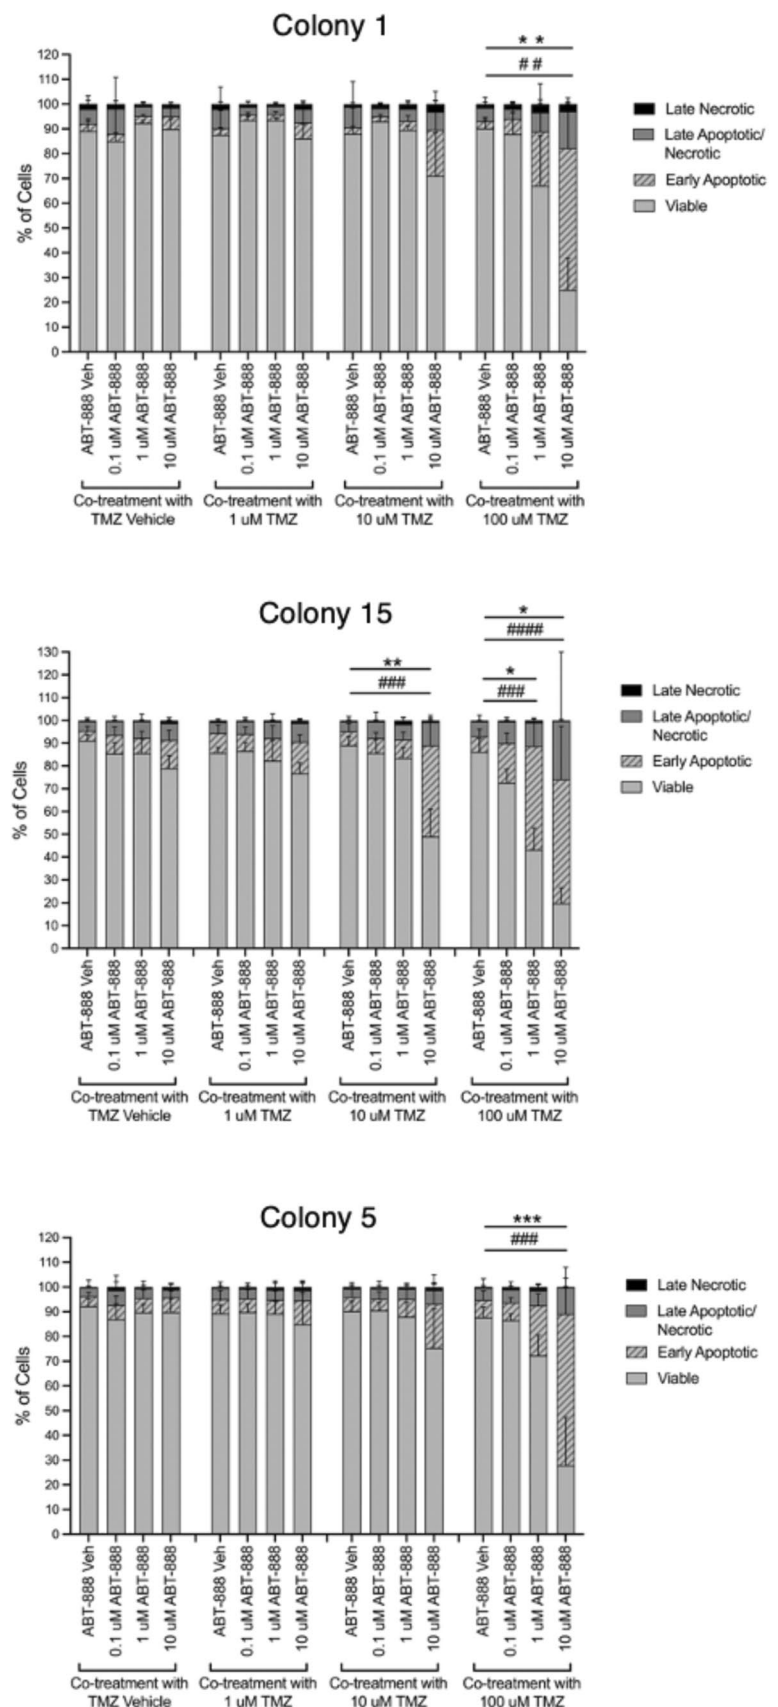 Colony 1
* *
##
120
110
100
90
80
70
60
50
40
30
20
10
0
% of Cells
Late Necrotic
Late Apoptotic/
Necrotic
Early Apoptotic
Viable
ABT-888 Veh
0.1 uM ABT-888
1 uM ABT-888
10 uM ABT-888
ABT-888 Veh
0.1 uM ABT-888
1 uM ABT-888
10 uM ABT-888
ABT-888 Veh
0.1 uM ABT-888
1 uM ABT-888
10 uM ABT-888
ABT-888 Veh
0.1 uM ABT-888
1 uM ABT-888
10 uM ABT-888
Co-treatment with
TMZ Vehicle
Co-treatment with
1 uM TMZ
Co-treatment with
10 uM TMZ
Co-treatment with
100 uM TMZ
Colony 15
*
####
**
###
*
###
130
120
110
100
90
80
70
60
50
40
30
20
10
0
% of Cells
Late Necrotic
Late Apoptotic/
Necrotic
Early Apoptotic
Viable
ABT-888 Veh
0.1 uM ABT-888
1 uM ABT-888
10 uM ABT-888
ABT-888 Veh
0.1 uM ABT-888
1 uM ABT-888
10 uM ABT-888
ABT-888 Veh
0.1 uM ABT-888
1 uM ABT-888
10 uM ABT-888
ABT-888 Veh
0.1 uM ABT-888
1 uM ABT-888
10 uM ABT-888
Co-treatment with
TMZ Vehicle
Co-treatment with
1 uM TMZ
Co-treatment with
10 uM TMZ
Co-treatment with
100 uM TMZ
Colony 5
***
###
120
110
100
90
80
70
60
50
40
30
20
10
0
% of Cells
Late Necrotic
Late Apoptotic/
Necrotic
Early Apoptotic
Viable
ABT-888 Veh
0.1 uM ABT-888
1 uM ABT-888
10 uM ABT-888
ABT-888 Veh
0.1 uM ABT-888
1 uM ABT-888
10 uM ABT-888
ABT-888 Veh
0.1 uM ABT-888
1 uM ABT-888
10 uM ABT-888
ABT-888 Veh
0.1 uM ABT-888
1 uM ABT-888
10 uM ABT-888
Co-treatment with
TMZ Vehicle
Co-treatment with
1 uM TMZ
Co-treatment with
10 uM TMZ
Co-treatment with
100 uM TMZ